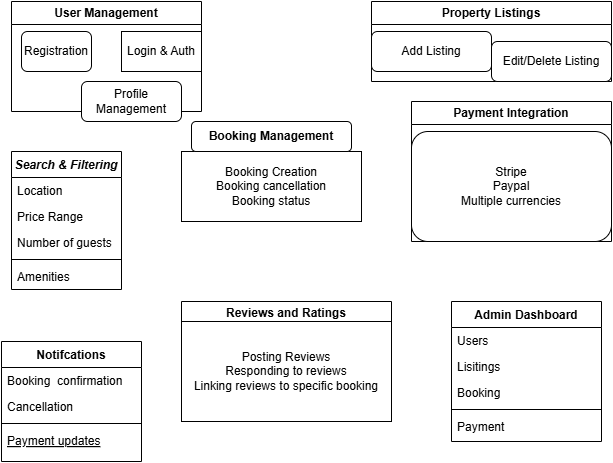 User Management
Registration
Login & Auth
Profile
Management
Property Listings
Add Listing
Edit/Delete Listing
Booking Management
Booking Creation
Booking cancellation
Booking status
Payment Integration
Stripe
Paypal
Multiple currencies
Search & Filtering
Location
Price Range
Number of guests
Amenities
Reviews and Ratings
Posting Reviews
Responding to reviews
Linking reviews to specific booking
Admin Dashboard
Users
Lisitings
Booking
Payment
Notifcations
Booking  confirmation
Cancellation
Payment updates